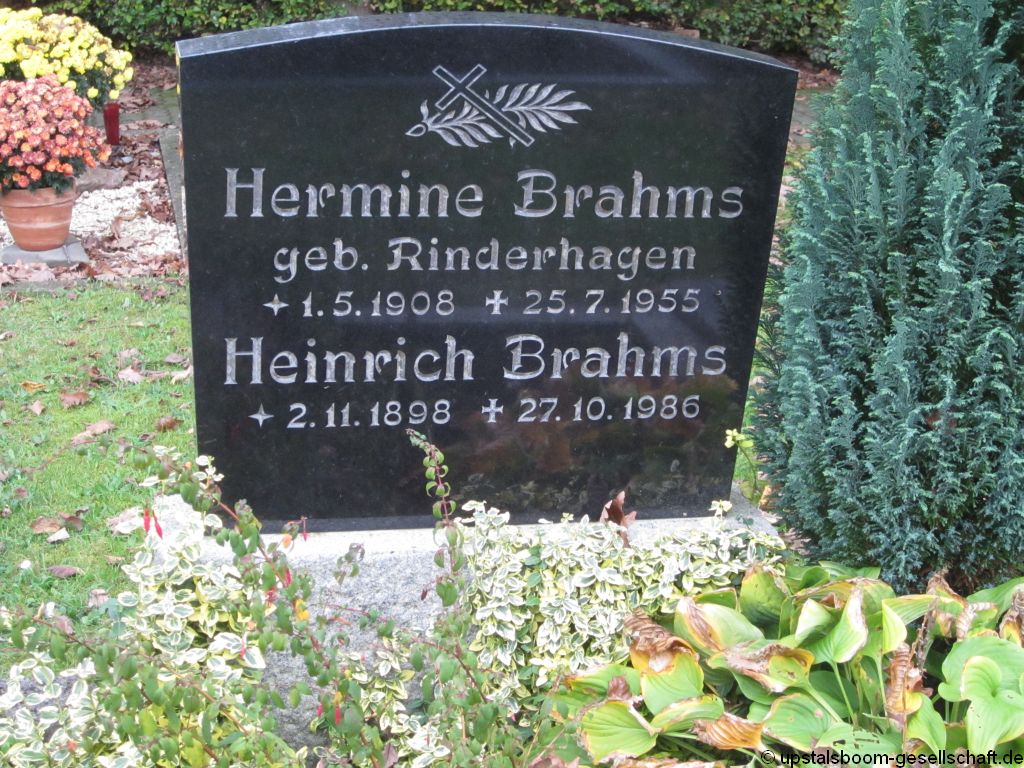 Hermine Brahms
geb. Rinderhagen
✦ 1.5.1908 ✝ 25.7.1955
Heinrich Brahms
✦ 2.11.1898 ✝ 27.10.1986
© upstalsboom-gesellschaft.de